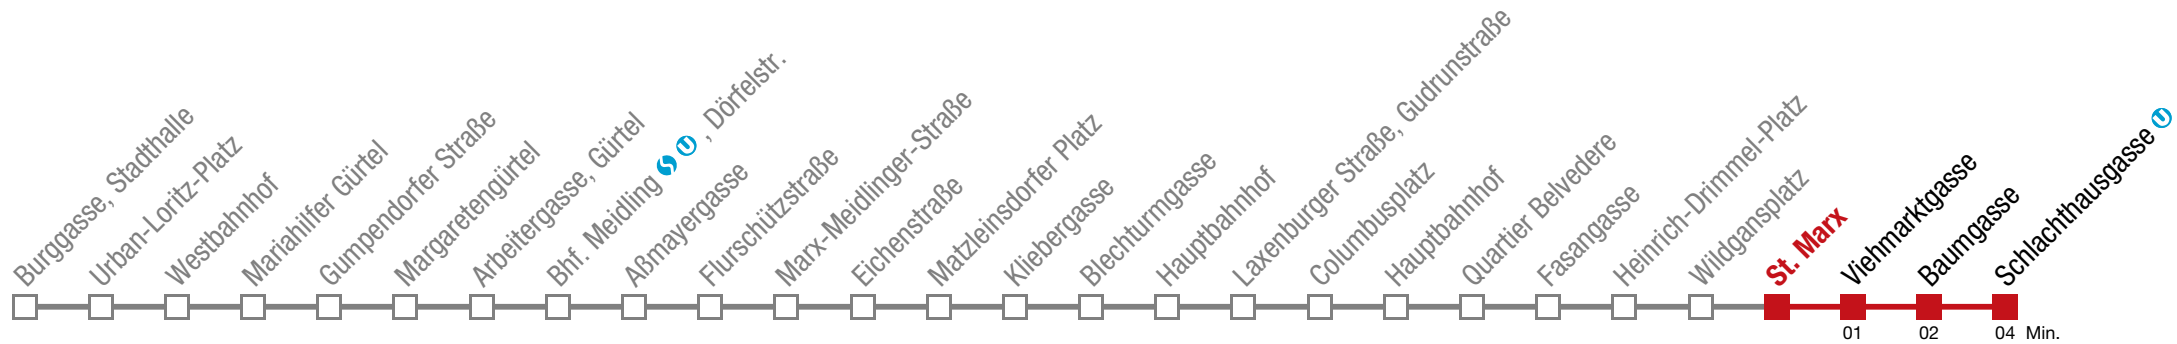 Burggasse, Stadthalle
Urban-Loritz-Platz
Westbahnhof
Mariahilfer Gürtel
Gumpendorfer Straße
Margaretengürtel
Arbeitergasse, Gürtel
Bhf. Meidling S U , Dörfelstr.
Aßmayergasse
Flurschützstraße
Marx-Meidlinger-Straße
Eichenstraße
Matzleinsdorfer Platz
Kliebergasse
Blechturmgasse
Hauptbahnhof
Laxenburger Straße, Gudrunstraße
Columbusplatz
Hauptbahnhof
Quartier Belvedere
Fasangasse
Heinrich-Drimmel-Platz
Wildgansplatz
St. Marx
Viehmarktgasse
Baumgasse
Schlachthausgasse U
01 02 04 Min.